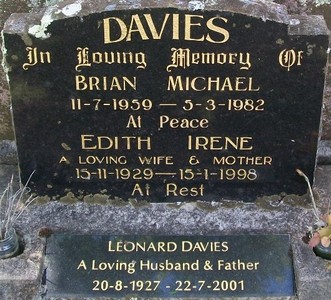 DAVIES
In Loving Memory Of
BRIAN MICHAEL
11-7-1959 — 5-3-1982
At Peace
EDITH IRENE
A LOVING WIFE & MOTHER
15-11-1929 — 15-1-1998
At Rest
LEONARD DAVIES
A Loving Husband & Father
20-8-1927 - 22-7-2001